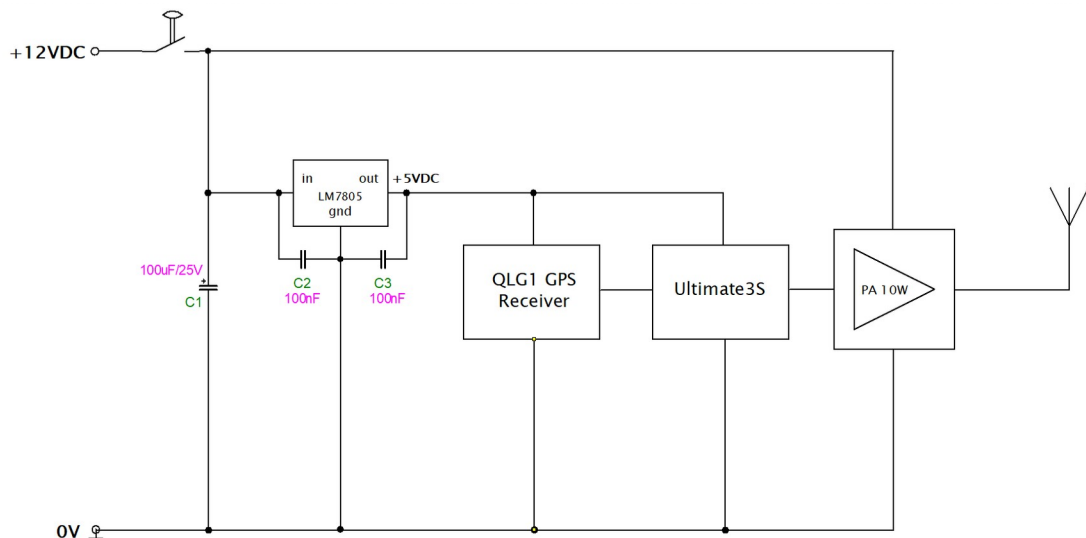 +12VDC
in out
LM7805
gnd
+5VDC
100uF/25V
+
C1
C2
100nF
C3
100nF
QLG1 GPS
Receiver
Ultimate3S
PA 10W
0V